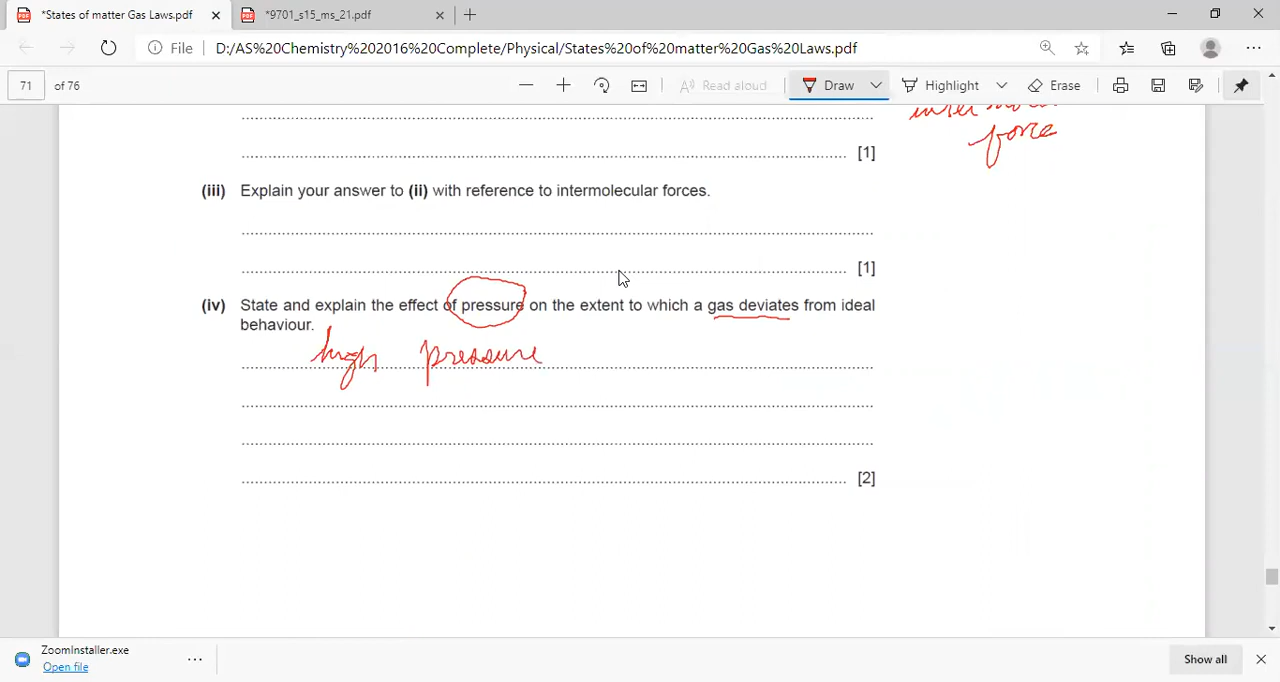 *States of matter Gas Laws.pdf
*9701_s15_ms_21.pdf
File
D:/AS%20Chemistry%202016%20Complete/Physical/States%20of%20matter%20Gas%20Laws.pdf
71 of 76
Read aloud
Draw
Highlight
Erase
force
[1]
(iii) Explain your answer to (ii) with reference to intermolecular forces.
[1]
(iv) State and explain the effect of pressure on the extent to which a gas deviates from ideal
behaviour.
high pressure
[2]
ZoomInstaller.exe
Open file
Show all